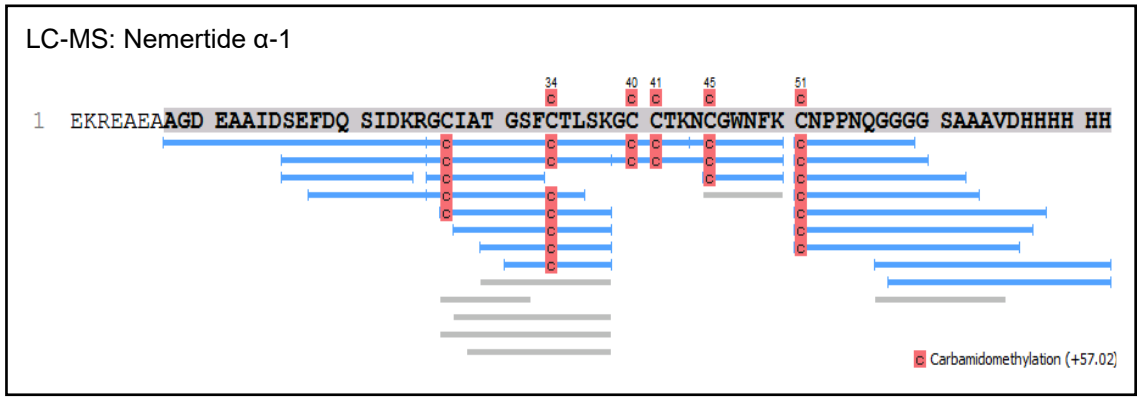 LC-MS: Nemertide α-1
34 40 41 45 51
C C C C C
1 EKREAEAAGD EAAIDSEFDQ SIDKRGCIAT GSFCTLSKGC CTKNCGWNFK CNPPNQGGGG SAAAVDHHHH HH
C C C C C C
C C C C C C
C C C
C C C
C C C
C C
C C
C
C Carbamidomethylation (+57.02)